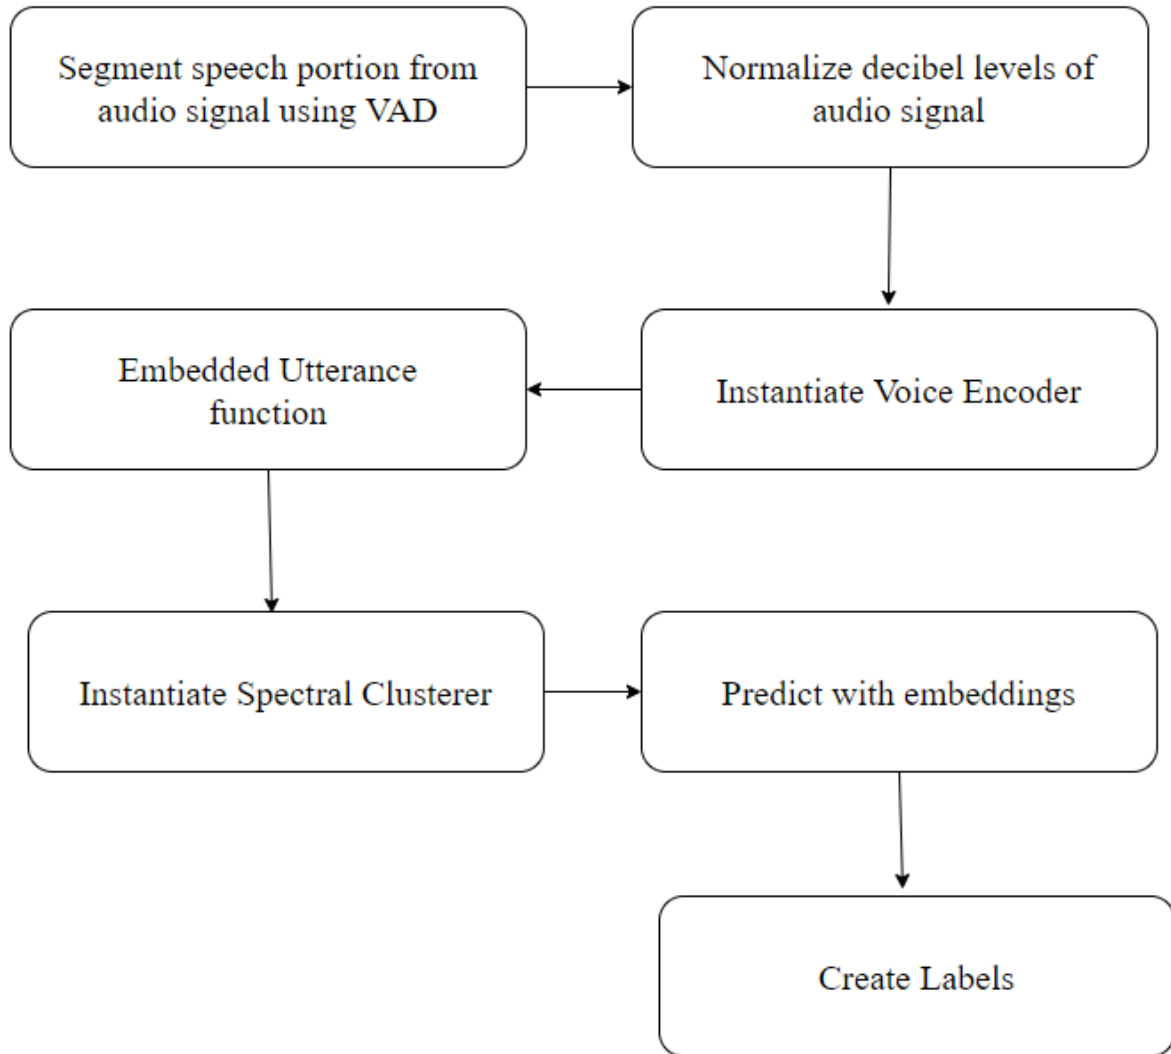 Segment speech portion from
audio signal using VAD
Normalize decibel levels of
audio signal
Instantiate Voice Encoder
Embedded Utterance
function
Instantiate Spectral Clusterer
Predict with embeddings
Create Labels